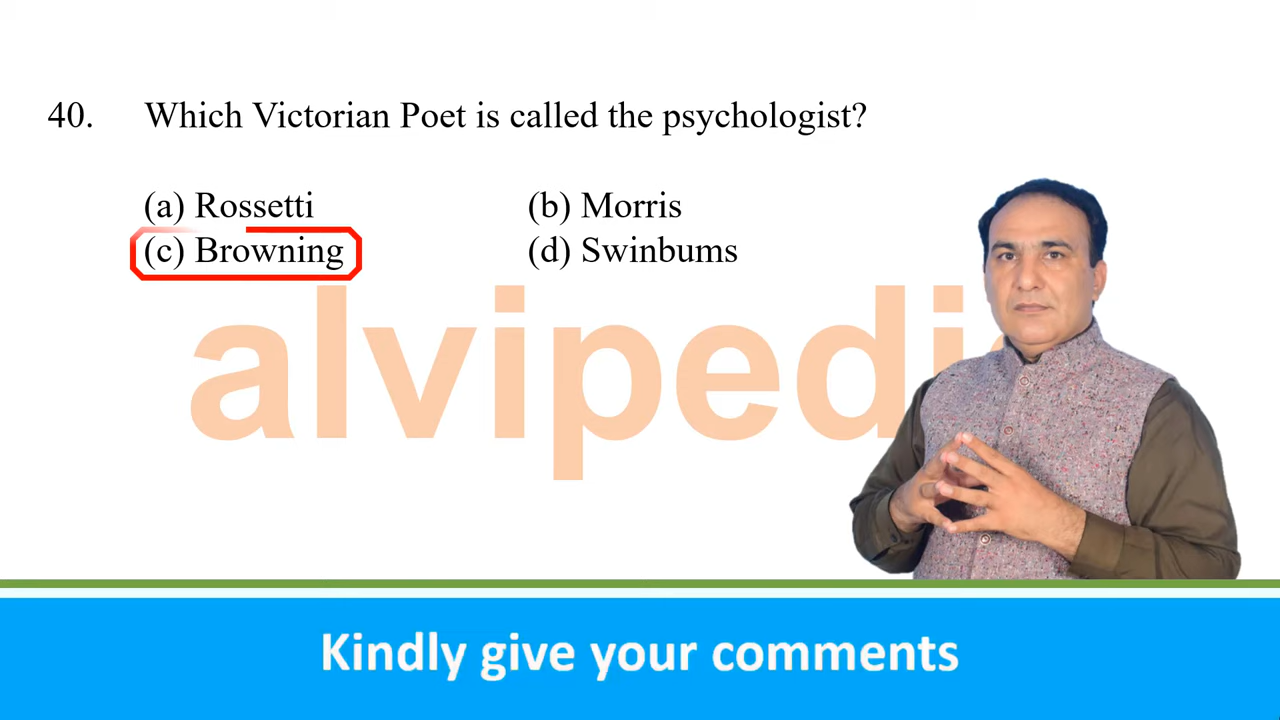 40. Which Victorian Poet is called the psychologist?
(a) Rossetti (b) Morris
(c) Browning (d) Swinbums
alvipedi
Kindly give your comments